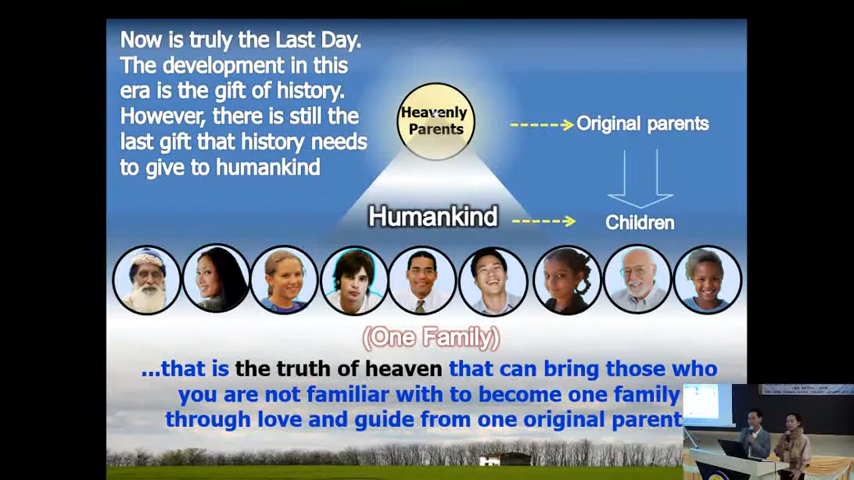 Now is truly the Last Day.
The development in this
era is the gift of history.
However, there is still the
last gift that history needs
to give to humankind
Heavenly
Parents
Original parents
Humankind
Children
(One Family)
...that is the truth of heaven that can bring those who
you are not familiar with to become one family
through love and guide from one original parent